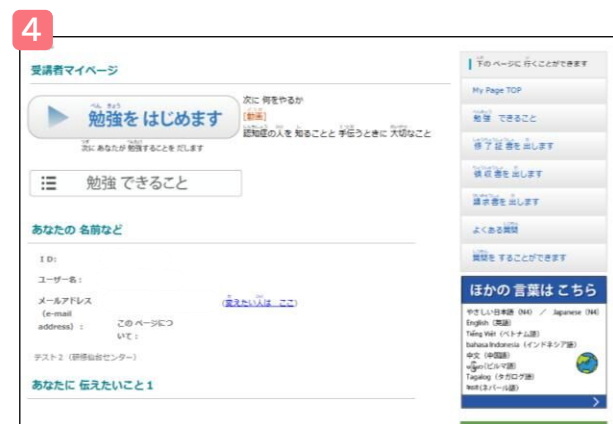 4
受講者マイページ
勉強を はじめます
次に あなたが 勉強することを だします
次に 何をやるか
[動画]
認知症の人を 知ることと 手伝うときに 大切なこと
勉強 できること
あなたの 名前など
ID:
ユーザー名:
メールアドレス
(e-mail
address) :
(変えたい人は ここ)
このページにつ
いて:
テスト2 (研修仙台センター)
あなたに 伝えたいこと1
下の ページに 行くことができます
My Page TOP
勉強 できること
修了証書を 出します
領収書を 出します
請求書を 出します
よくある質問
質問を することができます
ほかの 言葉は こちら
やさしい日本語 (N4) / Japanese (N4)
English (英語)
Tiếng Việt (ベトナム語)
bahasa Indonesia (インドネシア語)
中文 (中国語)
(ビルマ語)
Tagalog (タガログ語)
(ネパール語)